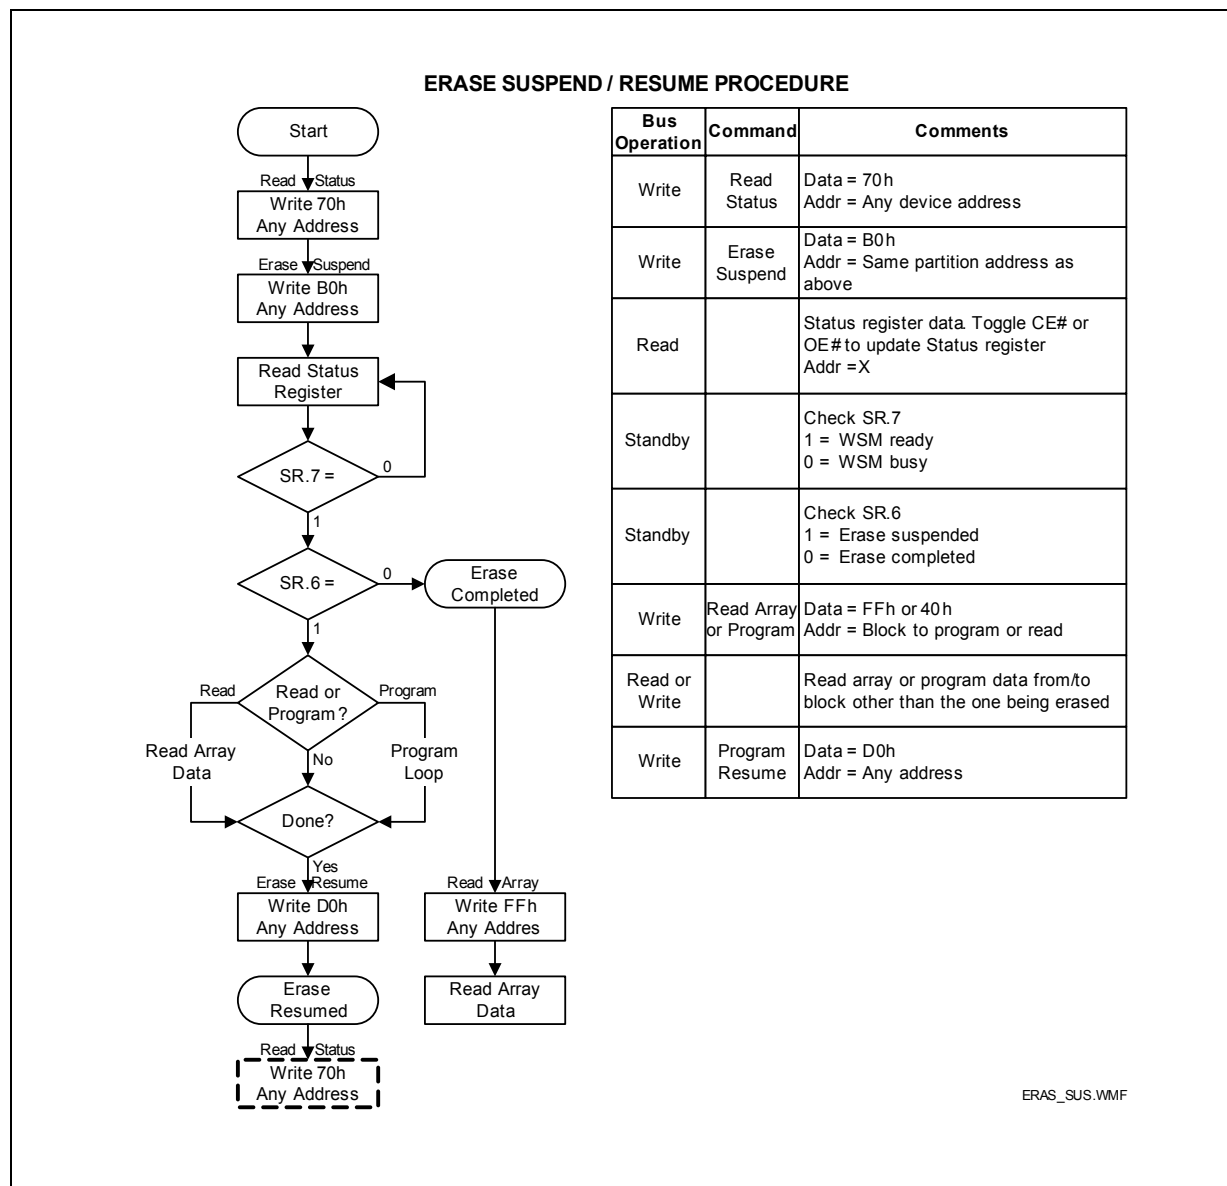 ERASE SUSPEND / RESUME PROCEDURE
Start
Read Status
Write 70h
Any Address
Erase Suspend
Write B0h
Any Address
Read Status
Register
SR.7 =
0
1
SR.6 =
0
1
Erase
Completed
Read or
Program?
Read
Program
No
Read Array
Data
Program
Loop
Done?
Yes
Erase Resume
Write D0h
Any Address
Erase
Resumed
Read Status
Write 70h
Any Address
Read Array
Write FFh
Any Addres
Read Array
Data
Bus
Operation
Command
Comments
Write
Read
Status
Data = 70h
Addr = Any device address
Write
Erase
Suspend
Data = B0h
Addr = Same partition address as
above
Read
Status register data. Toggle CE# or
OE# to update Status register
Addr =X
Standby
Check SR.7
1 = WSM ready
0 = WSM busy
Standby
Check SR.6
1 = Erase suspended
0 = Erase completed
Write
Read Array
or Program
Data = FFh or 40h
Addr = Block to program or read
Read or
Write
Read array or program data from/to
block other than the one being erased
Write
Program
Resume
Data = D0h
Addr = Any address
ERAS_SUS.WMF